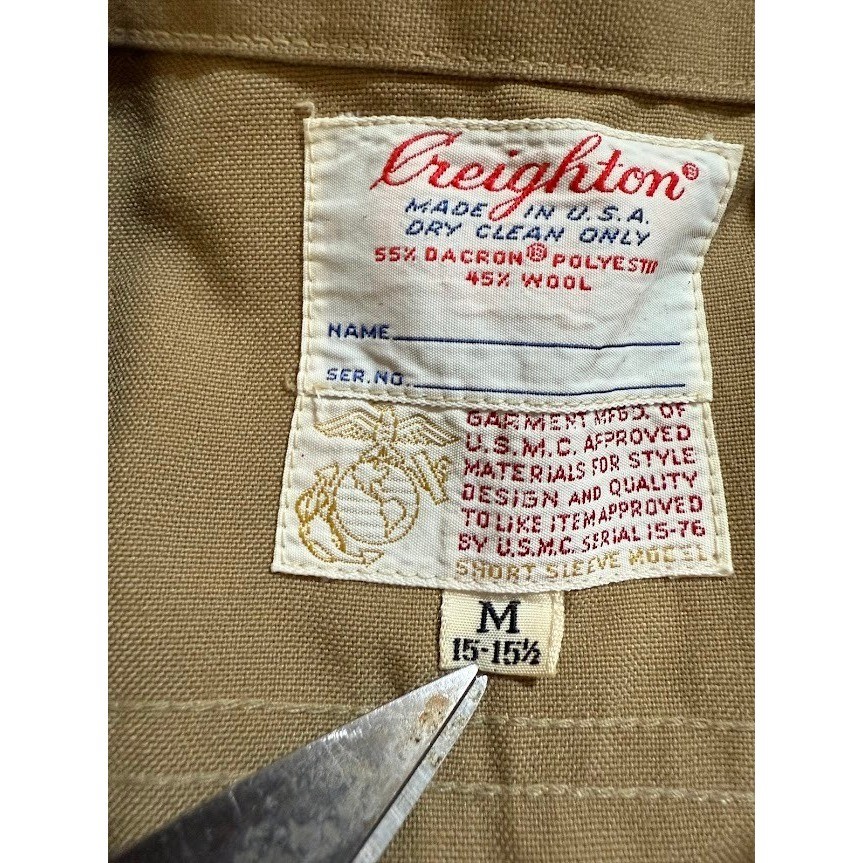 Creighton®
MADE IN U.S.A.
DRY CLEAN ONLY
55% DACRON® POLYESTER
45% WOOL
NAME
SER. NO.
GARMENT MFG'D. OF
U.S.M.C. APPROVED
MATERIALS FOR STYLE
DESIGN AND QUALITY
TO LIKE ITEM APPROVED
BY U.S.M.C. SERIAL 15-76
SHORT SLEEVE MODEL
M
15-15½